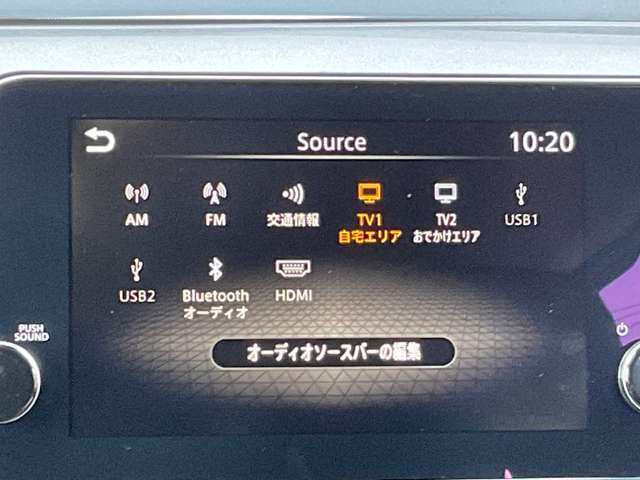 Source
10:20
AM
FM
交通情報
TV1
自宅エリア
TV2
おでかけエリア
USB1
USB2
Bluetooth
オーディオ
HDMI
オーディオソースバーの編集
PUSH
SOUND